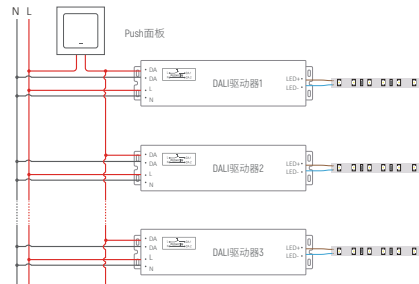 N L
Push面板
DA
DA
L
N
DALI驱动器1
LED+
LED-
DA
DA
L
N
DALI驱动器2
LED+
LED-
DA
DA
L
N
DALI驱动器3
LED+
LED-